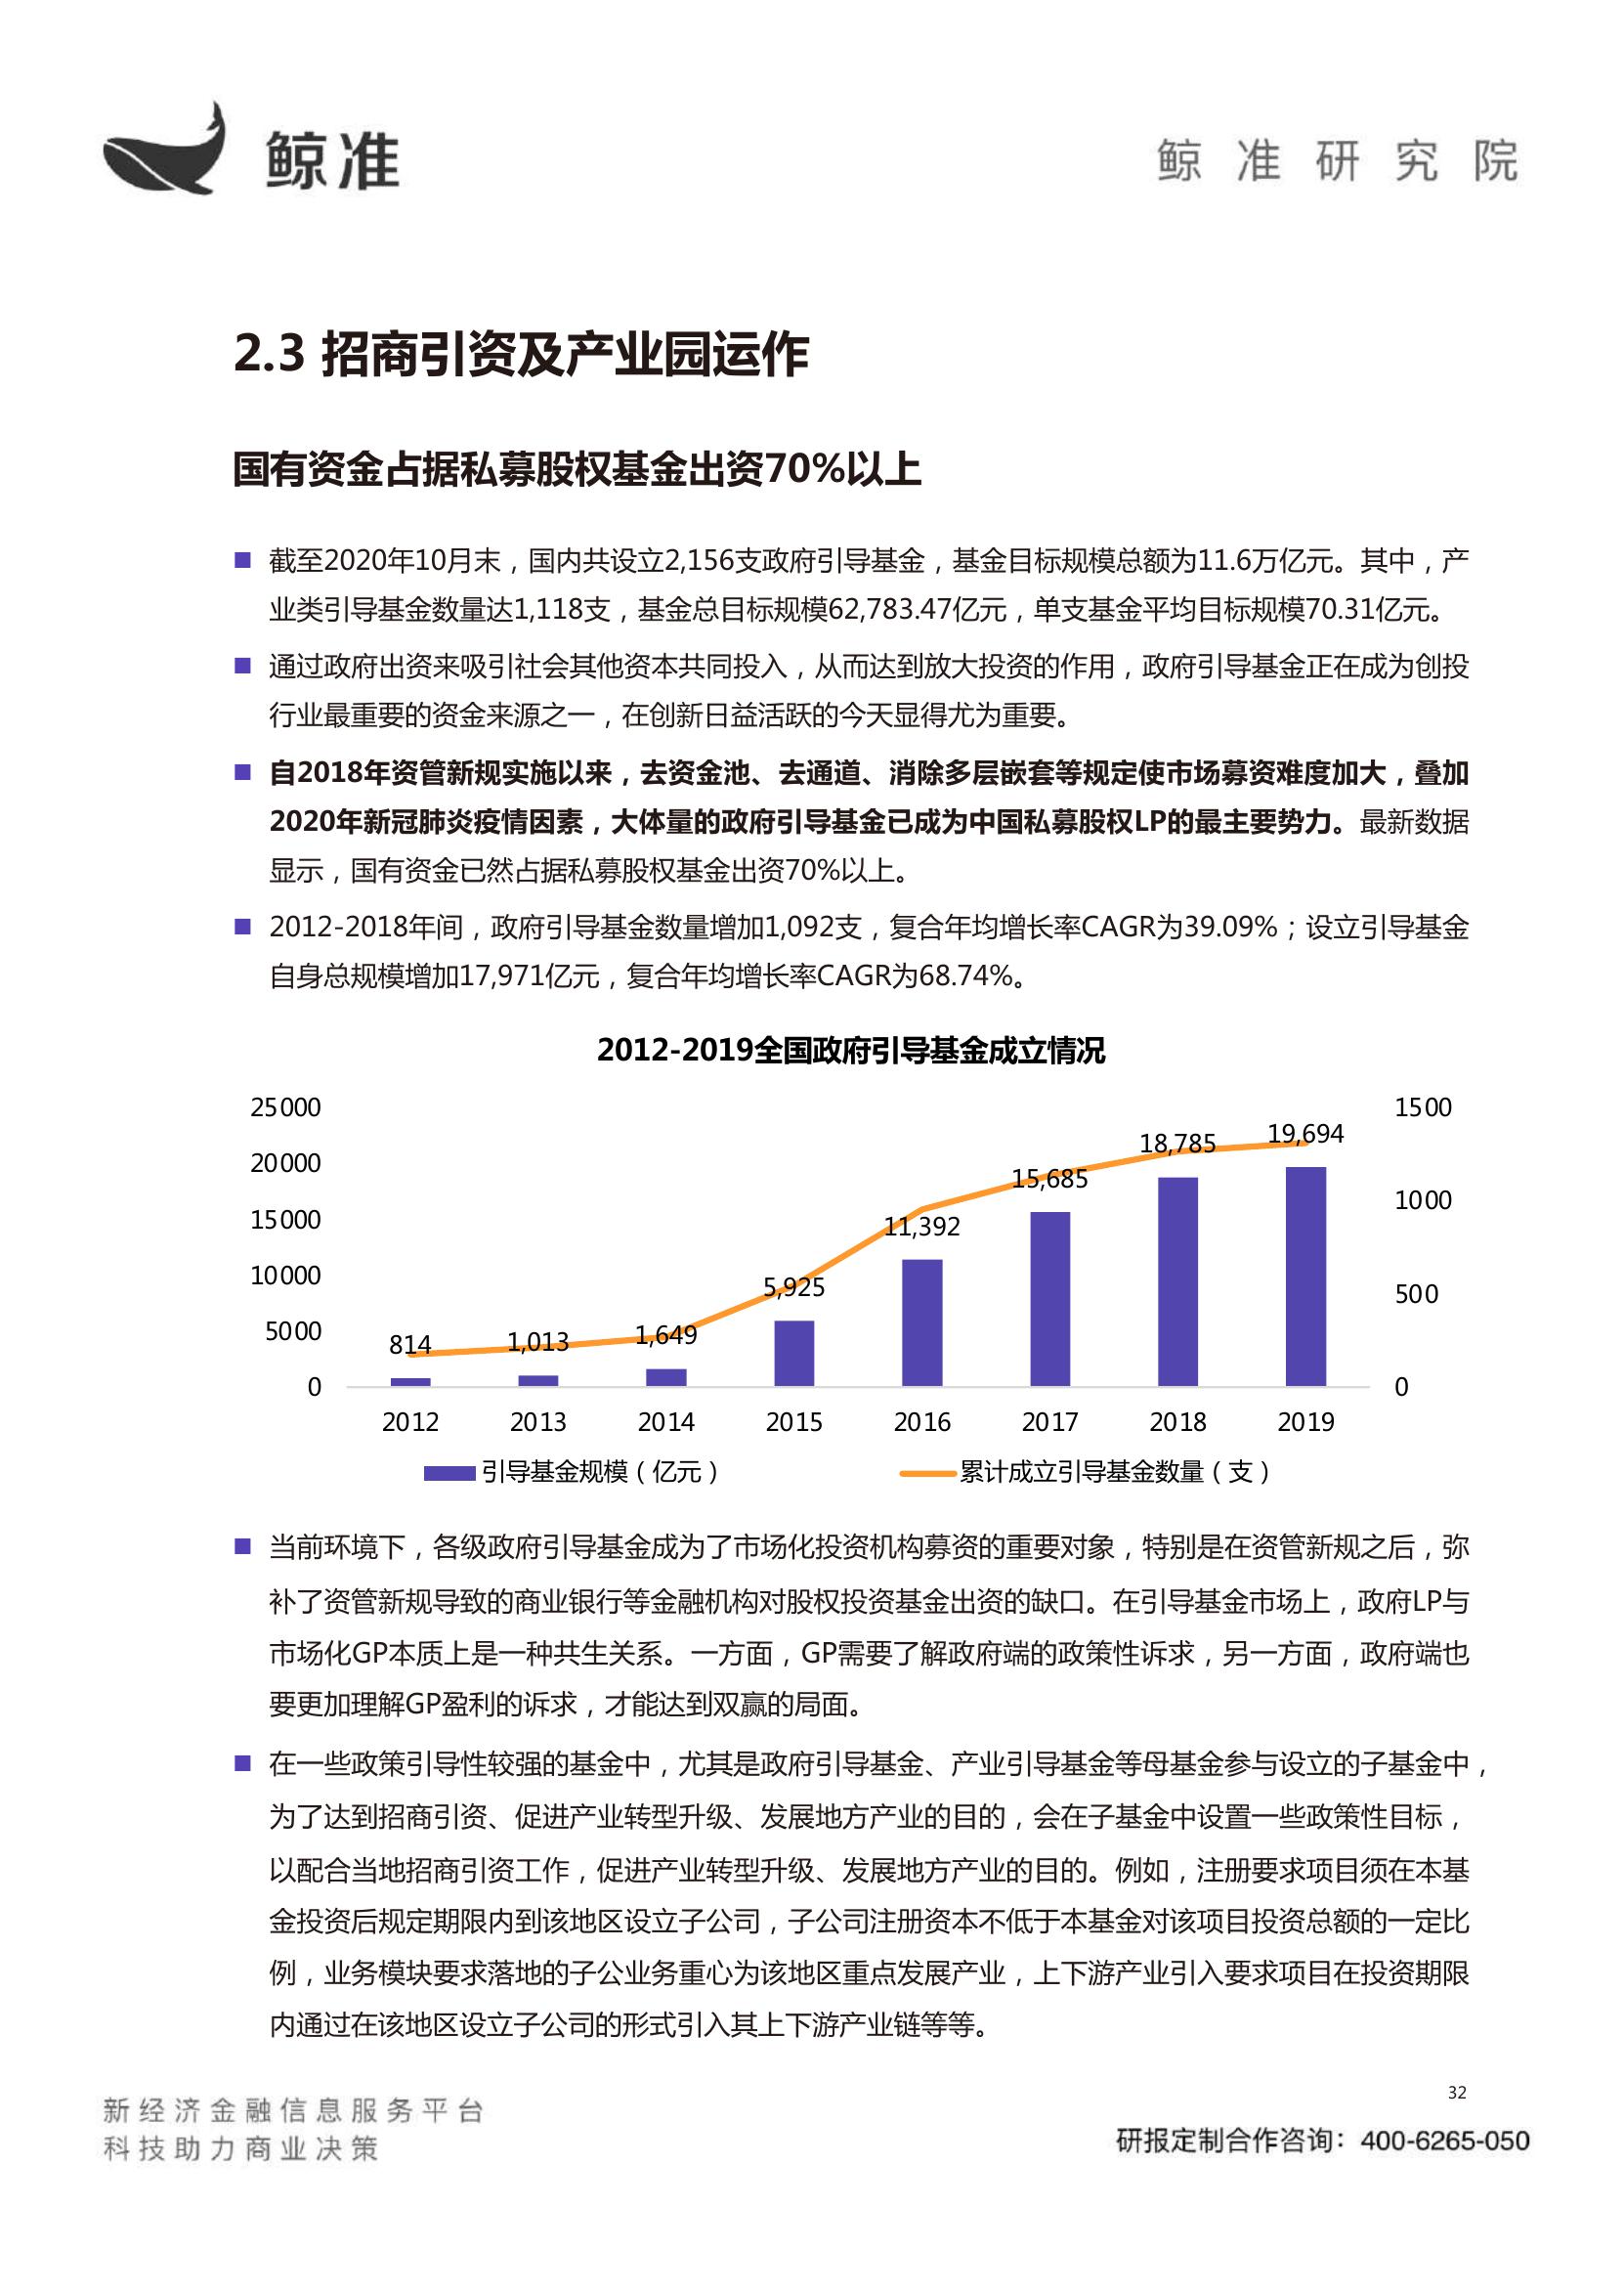 鲸准
鲸准研究院
2.3 招商引资及产业园运作
国有资金占据私募股权基金出资70%以上
截至2020年10月末，国内共设立2,156支政府引导基金，基金目标规模总额为11.6万亿元。其中，产
业类引导基金数量达1,118支，基金总目标规模62,783.47亿元，单支基金平均目标规模70.31亿元。
通过政府出资来吸引社会其他资本共同投入，从而达到放大投资的作用，政府引导基金正在成为创投
行业最重要的资金来源之一，在创新日益活跃的今天显得尤为重要。
自2018年资管新规实施以来，去资金池、去通道、消除多层嵌套等规定使市场募资难度加大，叠加
2020年新冠肺炎疫情因素，大体量的政府引导基金已成为中国私募股权LP的最主要势力。最新数据
显示，国有资金已然占据私募股权基金出资70%以上。
2012-2018年间，政府引导基金数量增加1,092支，复合年均增长率CAGR为39.09%；设立引导基金
自身总规模增加17,971亿元，复合年均增长率CAGR为68.74%。
2012-2019全国政府引导基金成立情况
25000
20000
15000
10000
5000
0
814
1,013
1,649
5,925
11,392
15,685
18,785
19,694
1500
1000
500
0
2012 2013 2014 2015 2016 2017 2018 2019
引导基金规模（亿元） 累计成立引导基金数量（支）
当前环境下，各级政府引导基金成为了市场化投资机构募资的重要对象，特别是在资管新规之后，弥
补了资管新规导致的商业银行等金融机构对股权投资基金出资的缺口。在引导基金市场上，政府LP与
市场化GP本质上是一种共生关系。一方面，GP需要了解政府端的政策性诉求，另一方面，政府端也
要更加理解GP盈利的诉求，才能达到双赢的局面。
在一些政策引导性较强的基金中，尤其是政府引导基金、产业引导基金等母基金参与设立的子基金中，
为了达到招商引资、促进产业转型升级、发展地方产业的目的，会在子基金中设置一些政策性目标，
以配合当地招商引资工作，促进产业转型升级、发展地方产业的目的。例如，注册要求项目须在本基
金投资后规定期限内到该地区设立子公司，子公司注册资本不低于本基金对该项目投资总额的一定比
例，业务模块要求落地的子公业务重心为该地区重点发展产业，上下游产业引入要求项目在投资期限
内通过在该地区设立子公司的形式引入其上下游产业链等等。
32
新经济金融信息服务平台
科技助力商业决策
研报定制合作咨询：400-6265-050